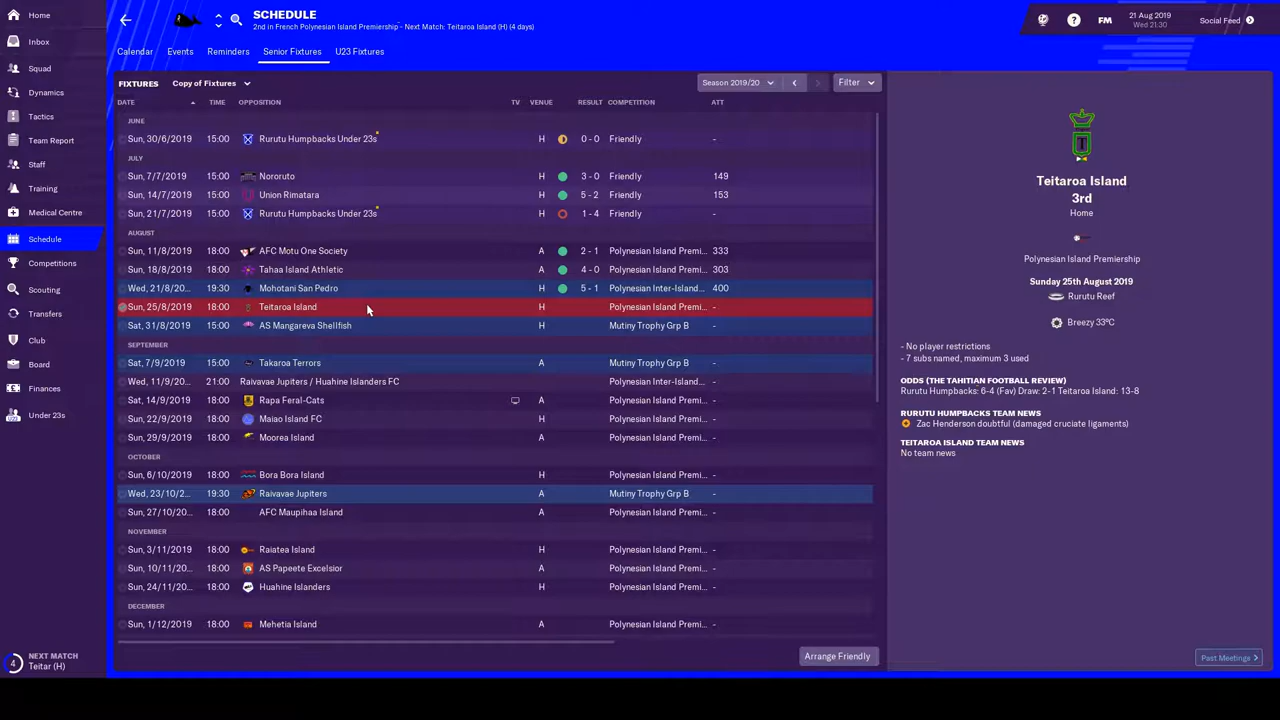 Home
Inbox
Squad
Dynamics
Tactics
Team Report
Staff
Training
Medical Centre
Schedule
Competitions
Scouting
Transfers
Club
Board
Finances
Under 23s
4 NEXT MATCH
Teitar (H)
SCHEDULE
2nd in French Polynesian Island Premiership - Next Match: Teitaroa Island (H) (4 days)
? FM 21 Aug 2019 Wed 21:30 Social Feed
Calendar Events Reminders Senior Fixtures U23 Fixtures
FIXTURES Copy of Fixtures Season 2019/20 Filter
DATE TIME OPPOSITION TV VENUE RESULT COMPETITION ATT
JUNE
Sun, 30/6/2019 15:00 Rurutu Humpbacks Under 23s H 0 - 0 Friendly -
JULY
Sun, 7/7/2019 15:00 Nororuto H 3 - 0 Friendly 149
Sun, 14/7/2019 15:00 Union Rimatara H 5 - 2 Friendly 153
Sun, 21/7/2019 15:00 Rurutu Humpbacks Under 23s H 1 - 4 Friendly -
AUGUST
Sun, 11/8/2019 18:00 AFC Motu One Society A 2 - 1 Polynesian Island Premi... 333
Sun, 18/8/2019 18:00 Tahaa Island Athletic A 4 - 0 Polynesian Island Premi... 303
Wed, 21/8/20... 19:30 Mohotani San Pedro H 5 - 1 Polynesian Inter-Island... 400
Sun, 25/8/2019 18:00 Teitaroa Island H Polynesian Island Premi... -
Sat, 31/8/2019 15:00 AS Mangareva Shellfish H Mutiny Trophy Grp B -
SEPTEMBER
Sat, 7/9/2019 15:00 Takaroa Terrors A Mutiny Trophy Grp B -
Wed, 11/9/20... 21:00 Raivavae Jupiters / Huahine Islanders FC Polynesian Inter-Island... -
Sat, 14/9/2019 18:00 Rapa Feral-Cats A Polynesian Island Premi... -
Sun, 22/9/2019 18:00 Maiao Island FC H Polynesian Island Premi... -
Sun, 29/9/2019 18:00 Moorea Island A Polynesian Island Premi... -
OCTOBER
Sun, 6/10/2019 18:00 Bora Bora Island H Polynesian Island Premi... -
Wed, 23/10/2... 19:30 Raivavae Jupiters A Mutiny Trophy Grp B -
Sun, 27/10/20... 18:00 AFC Maupihaa Island A Polynesian Island Premi... -
NOVEMBER
Sun, 3/11/2019 18:00 Raiatea Island H Polynesian Island Premi... -
Sun, 10/11/20... 18:00 AS Papeete Excelsior A Polynesian Island Premi... -
Sun, 24/11/20... 18:00 Huahine Islanders H Polynesian Island Premi... -
DECEMBER
Sun, 1/12/2019 18:00 Mehetia Island A Polynesian Island Premi... -
Arrange Friendly
Teitaroa Island
3rd
Home
Polynesian Island Premiership
Sunday 25th August 2019
Rurutu Reef
Breezy 33°C
- No player restrictions
- 7 subs named, maximum 3 used
ODDS (THE TAHITIAN FOOTBALL REVIEW)
Rurutu Humpbacks: 6-4 (Fav) Draw: 2-1 Teitaroa Island: 13-8
RURUTU HUMPBACKS TEAM NEWS
Zac Henderson doubtful (damaged cruciate ligaments)
TEITAROA ISLAND TEAM NEWS
No team news
Past Meetings